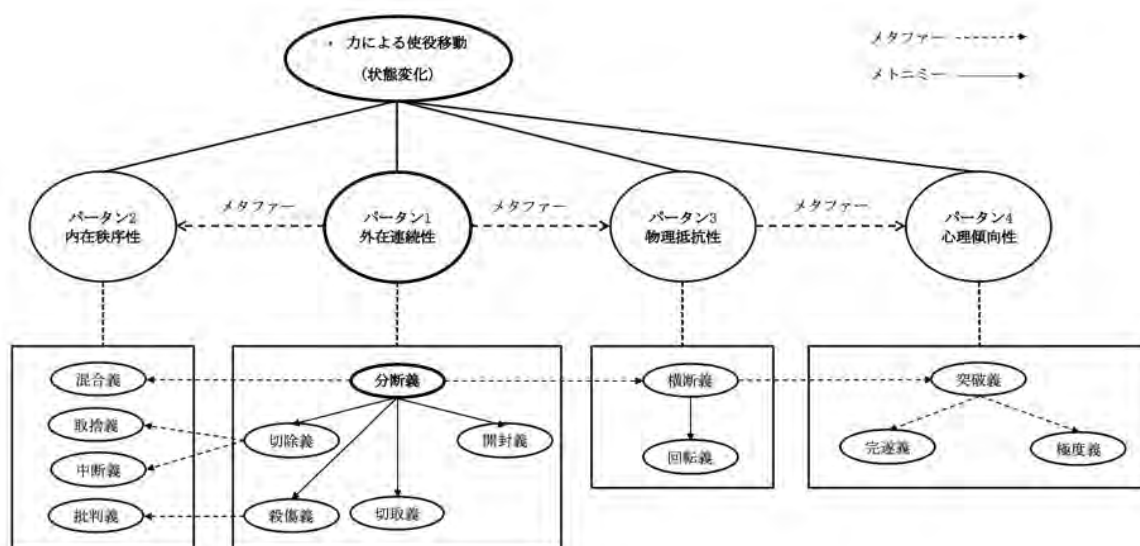 力による使役移動
(状態変化)
メタファー
メトニミー
パータン2
内在秩序性
メタファー
パータン1
外在連続性
メタファー
パータン3
物理抵抗性
メタファー
パータン4
心理傾向性
混合義
取捨義
中断義
批判義
分断義
切除義
開封義
殺傷義
切取義
横断義
回転義
突破義
完遂義
極度義